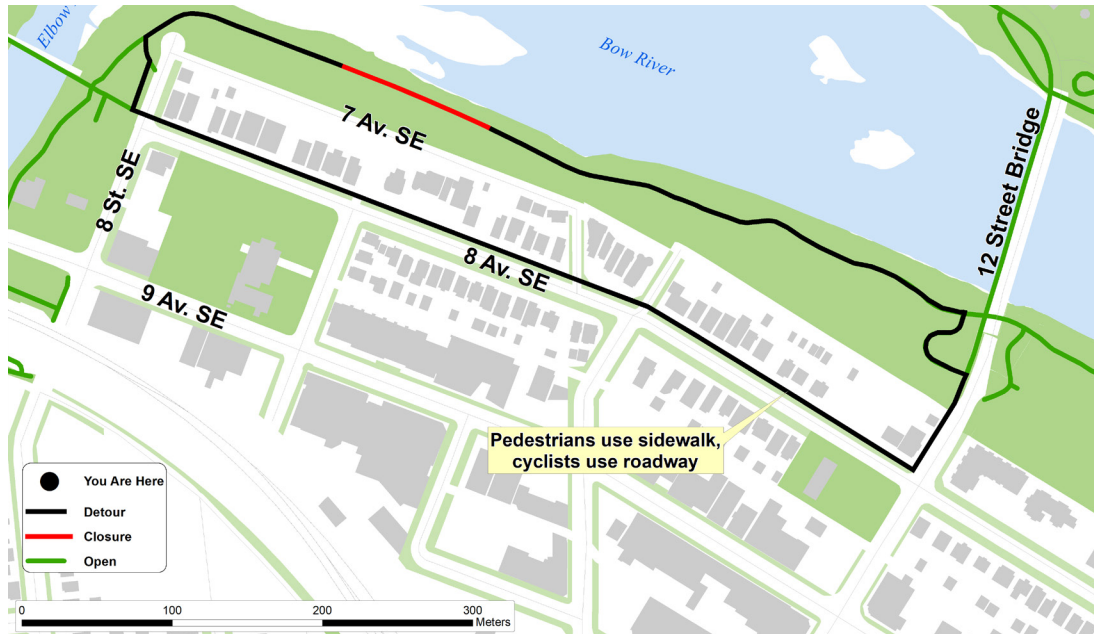 Elbow
Bow River
7 Av. SE
12 Street Bridge
8 St. SE
8 Av. SE
9 Av. SE
Pedestrians use sidewalk,
cyclists use roadway
You Are Here
Detour
Closure
Open
0 100 200 300
Meters